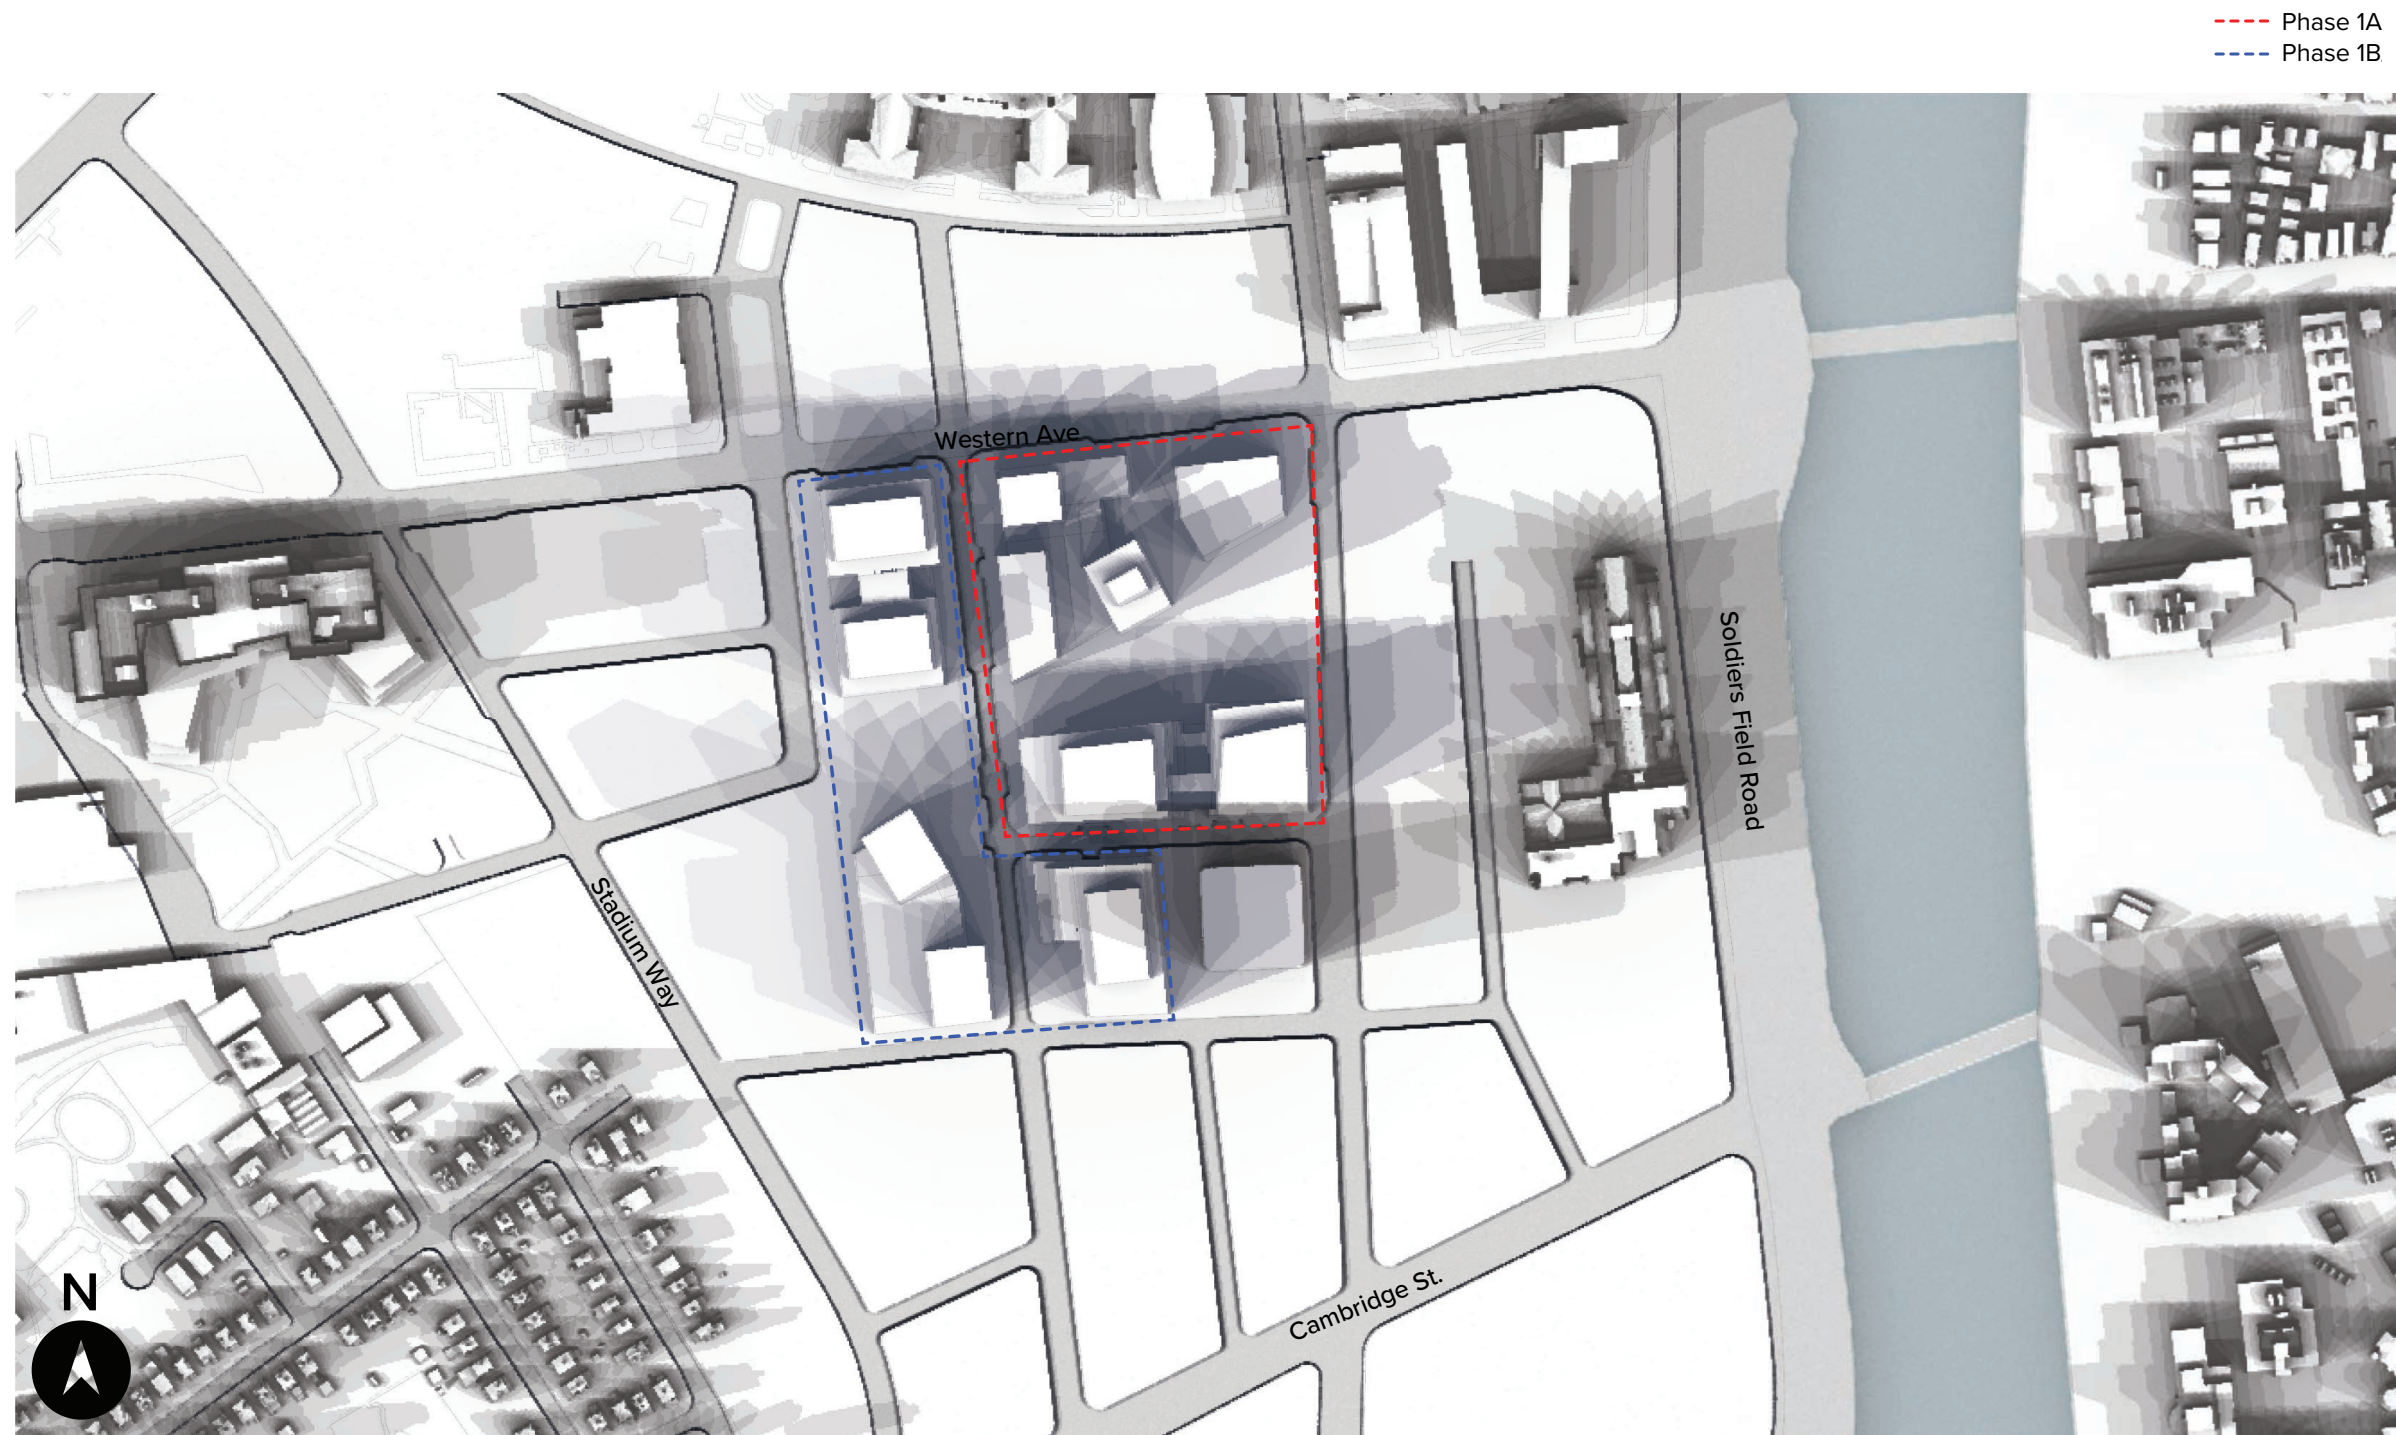 Phase 1A
Phase 1B
Western Ave
Soldiers Field Road
Stadium Way
Cambridge St.
N